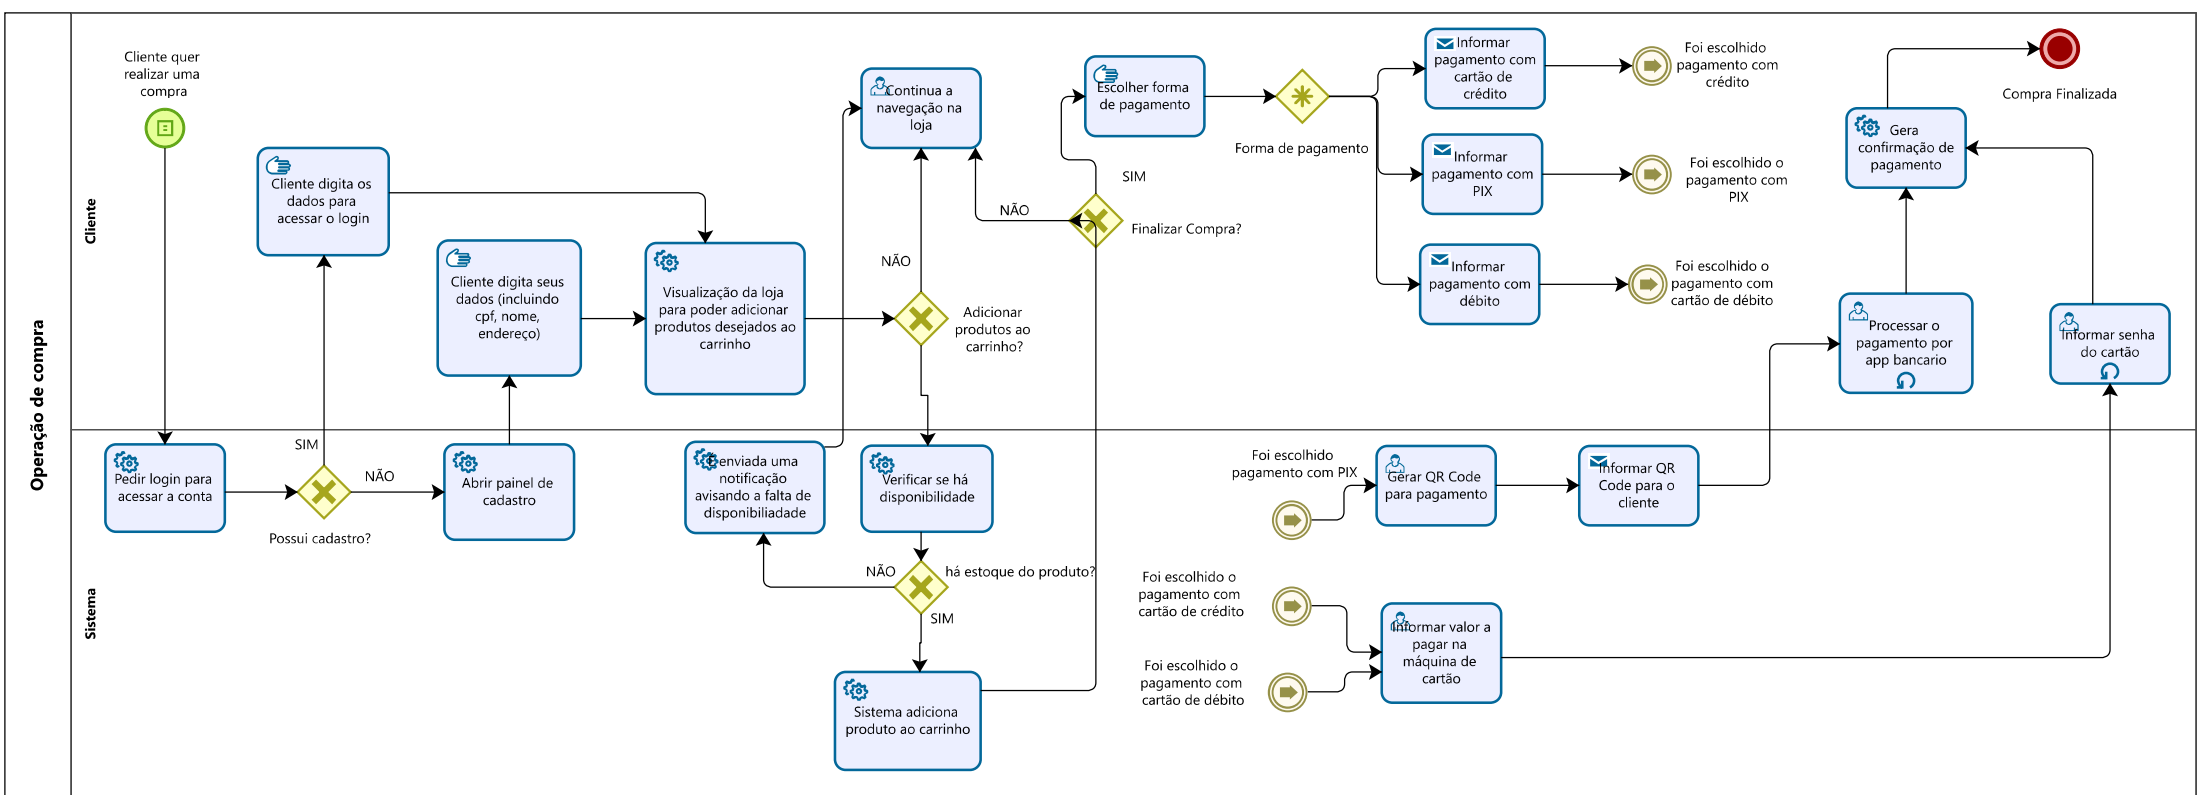 Operação de compra
Cliente
Sistema
Cliente quer
realizar uma
compra
Cliente digita os
dados para
acessar o login
Cliente digita seus
dados (incluindo
cpf, nome,
endereço)
Visualização da loja
para poder adicionar
produtos desejados ao
carrinho
Continua a
navegação na
loja
NÃO
Adicionar
produtos ao
carrinho?
NÃO
SIM
Finalizar Compra?
Escolher forma
de pagamento
Forma de pagamento
Informar
pagamento com
cartão de
crédito
Foi escolhido
pagamento com
crédito
Informar
pagamento com
PIX
Foi escolhido o
pagamento com
PIX
Informar
pagamento com
débito
Foi escolhido o
pagamento com
cartão de débito
Gera
confirmação de
pagamento
Compra Finalizada
Processar o
pagamento por
app bancario
Informar senha
do cartão
Pedir login para
acessar a conta
SIM
NÃO
Possui cadastro?
Abrir painel de
cadastro
É enviada uma
notificação
avisando a falta de
disponibiliadade
Verificar se há
disponibilidade
NÃO
há estoque do produto?
SIM
Sistema adiciona
produto ao carrinho
Foi escolhido
pagamento com PIX
Gerar QR Code
para pagamento
Informar QR
Code para o
cliente
Foi escolhido o
pagamento com
cartão de crédito
Foi escolhido o
pagamento com
cartão de débito
Informar valor a
pagar na
máquina de
cartão